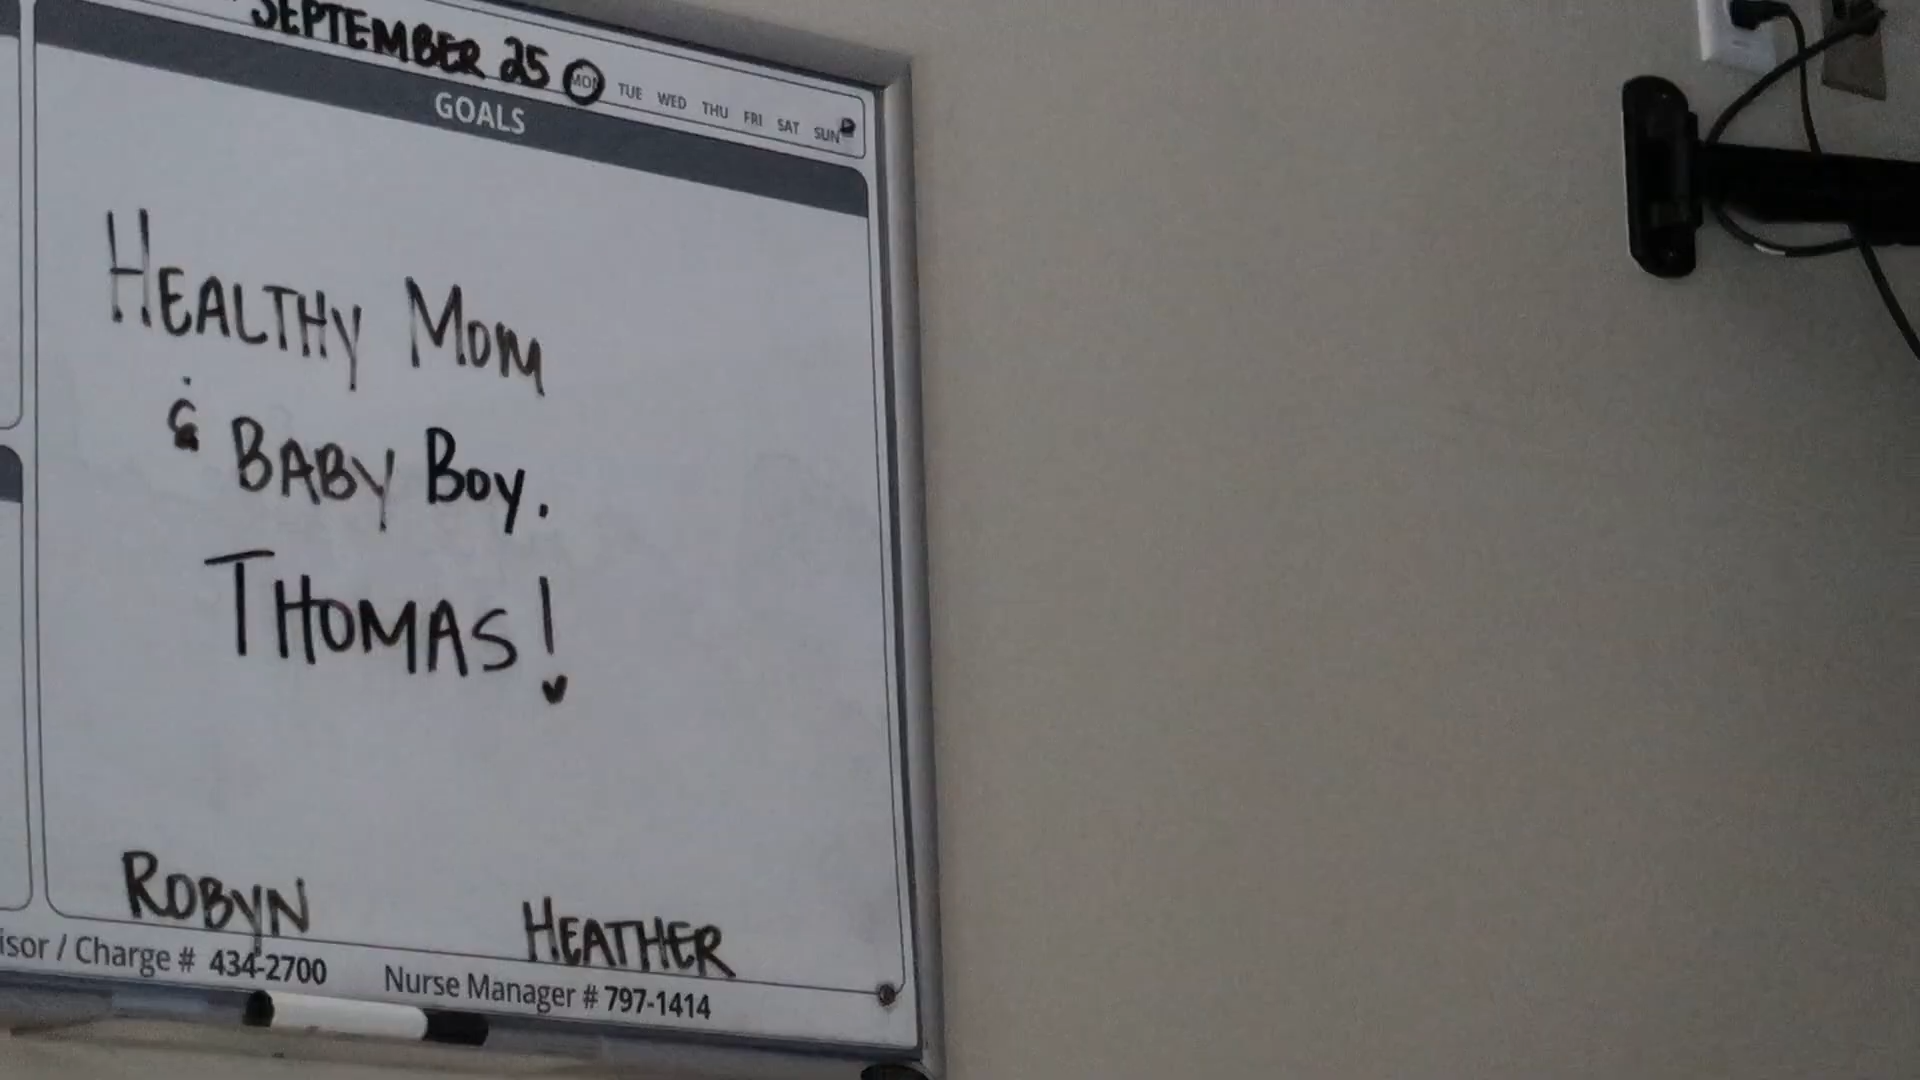 SEPTEMBER 25 MON TUE WED THU FRI SAT SUN
GOALS
HEALTHY MOM
& BABY BOY.
THOMAS!
ROBYN HEATHER
/ Charge # 434-2700 Nurse Manager # 797-1414